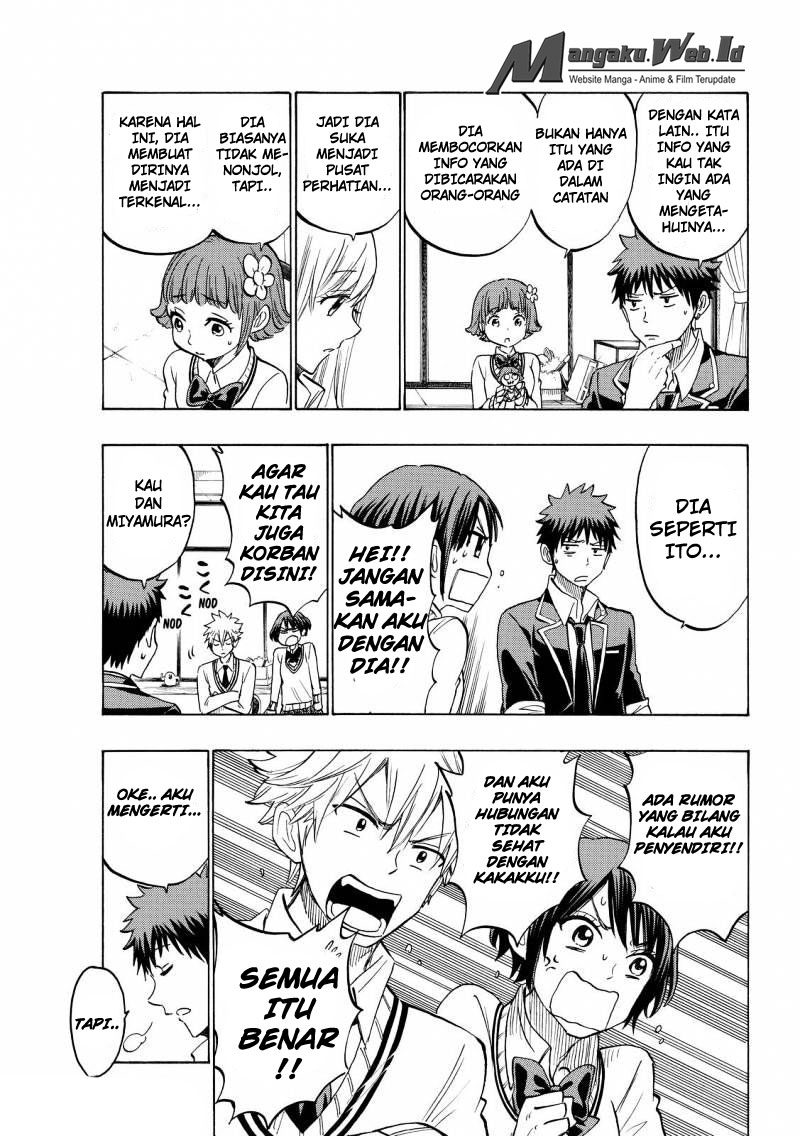 Mangaku.Web.Id
Website Manga - Anime & Film Terupdate
DENGAN KATA
LAIN.. ITU
INFO YANG
KAU TAK
INGIN ADA
YANG
MENGETA-
HUINYA...
BUKAN HANYA
ITU YANG
ADA DI
DALAM
CATATAN
DIA
MEMBOCORKAN
INFO YANG
DIBICARAKAN
ORANG-ORANG
JADI DIA
SUKA
MENJADI
PUSAT
PERHATIAN...
DIA
BIASANYA
TIDAK ME-
NONJOL,
TAPI..
KARENA HAL
INI, DIA
MEMBUAT
DIRINYA
MENJADI
TERKENAL...
DIA
SEPERTI
ITO...
HEI!!
JANGAN
SAMA-
KAN AKU
DENGAN
DIA!!
AGAR
KAU TAU
KITA
JUGA
KORBAN
DISINI!
NOD
NOD
KAU
DAN
MIYAMURA?
ADA RUMOR
YANG BILANG
KALAU AKU
PENYENDIRI!!
DAN AKU
PUNYA
HUBUNGAN
TIDAK
SEHAT
DENGAN
KAKAKKU!!
SEMUA
ITU
BENAR
!!
OKE.. AKU
MENGERTI...
TAPI..